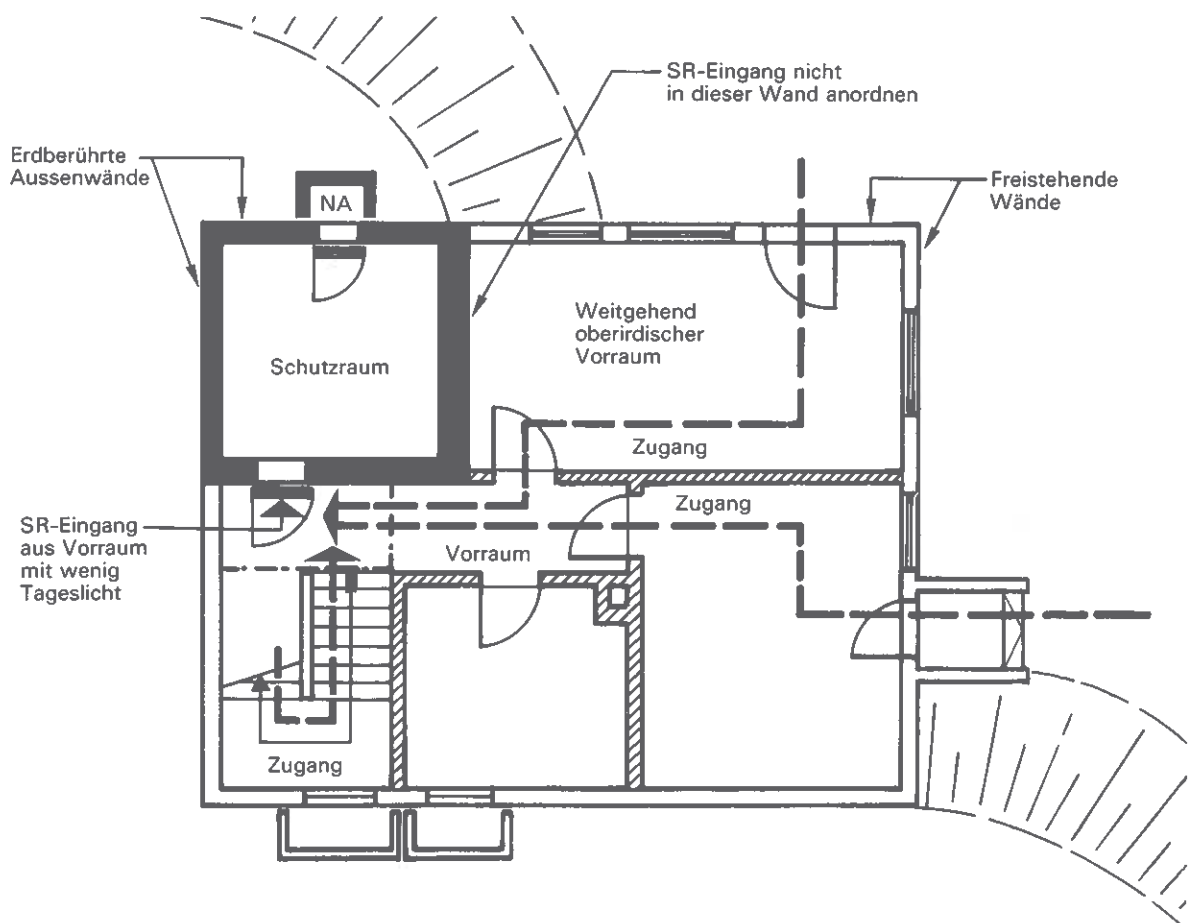 SR-Eingang nicht
in dieser Wand anordnen
Erdberührte
Aussenwände
NA
Freistehende
Wände
Weitgehend
oberirdischer
Vorraum
Schutzraum
Zugang
Zugang
SR-Eingang
aus Vorraum
mit wenig
Tageslicht
Vorraum
Zugang